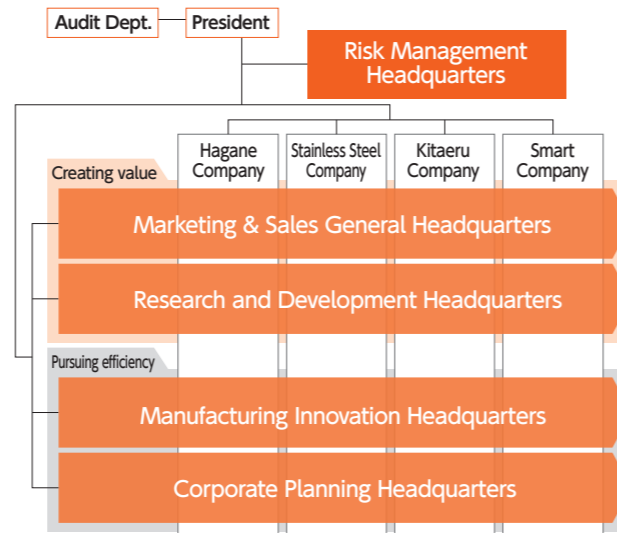 Audit Dept.
President
Risk Management
Headquarters
Hagane
Company
Stainless Steel
Company
Kitaeru
Company
Smart
Company
Creating value
Marketing & Sales General Headquarters
Research and Development Headquarters
Pursuing efficiency
Manufacturing Innovation Headquarters
Corporate Planning Headquarters